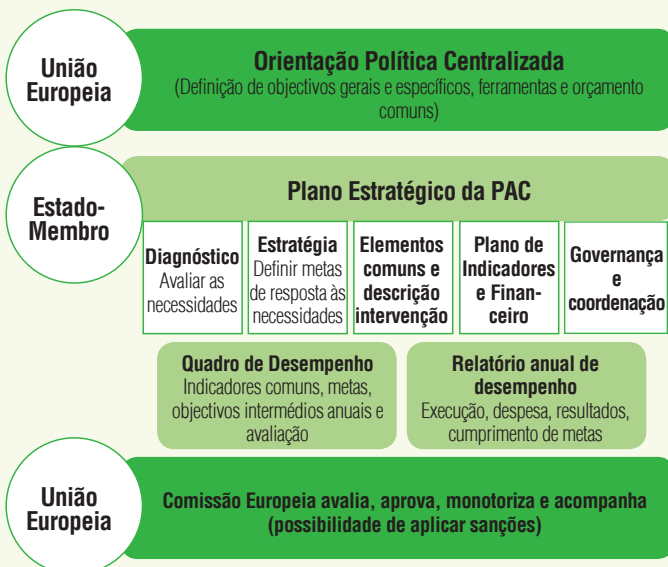 União
Europeia
Orientação Política Centralizada
(Definição de objectivos gerais e específicos, ferramentas e orçamento
comuns)
Estado-
Membro
Plano Estratégico da PAC
Diagnóstico
Avaliar as
necessidades
Estratégia
Definir metas
de resposta às
necessidades
Elementos
comuns e
descrição
intervenção
Plano de
Indicadores
e Finan-
ceiro
Governança
e
coordenação
Quadro de Desempenho
Indicadores comuns, metas,
objectivos intermédios anuais e
avaliação
Relatório anual de
desempenho
Execução, despesa, resultados,
cumprimento de metas
União
Europeia
Comissão Europeia avalia, aprova, monotoriza e acompanha
(possibilidade de aplicar sanções)